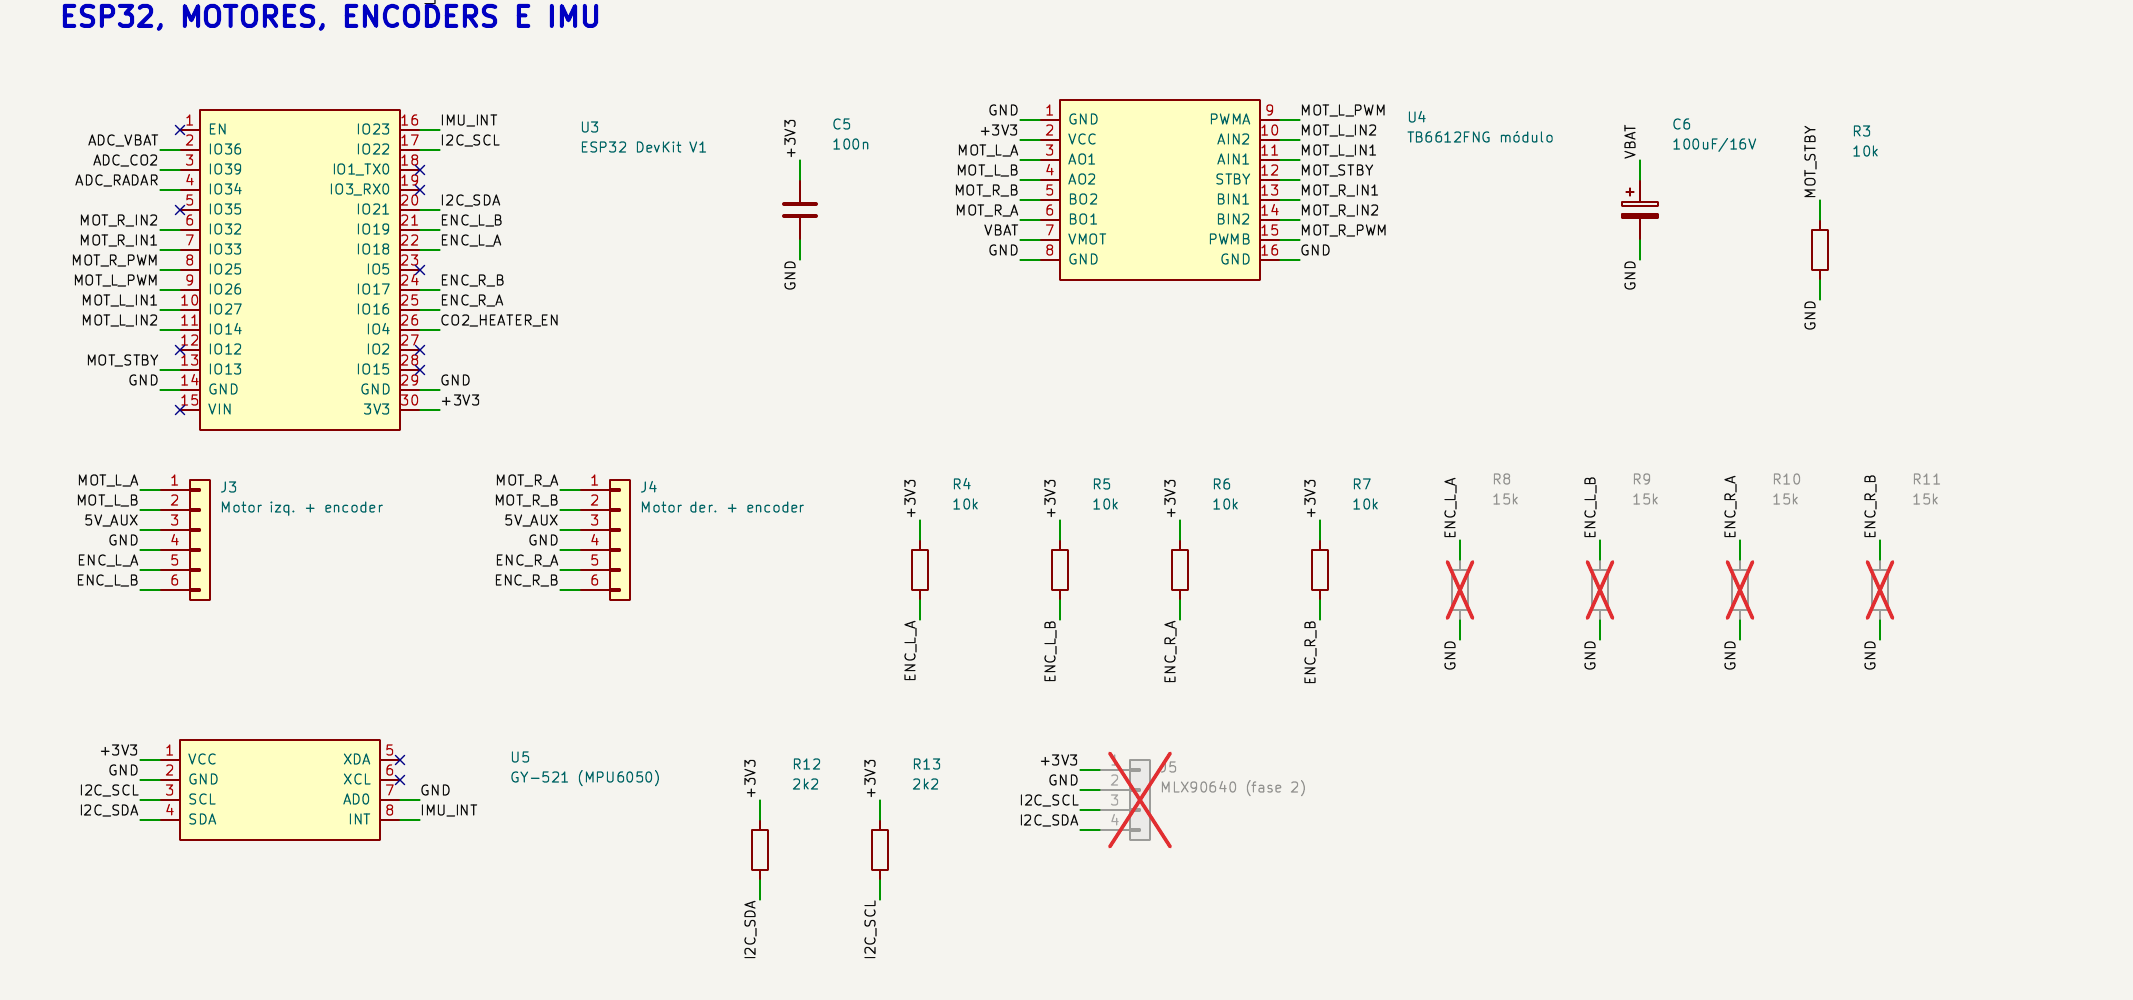 ESP32, MOTORES, ENCODERS E IMU
1 EN IO23 16 IMU_INT
ADC_VBAT 2 IO36 IO22 17 I2C_SCL
ADC_CO2 3 IO39 IO1_TX0 18
ADC_RADAR 4 IO34 IO3_RX0 19
5 IO35 IO21 20 I2C_SDA
MOT_R_IN2 6 IO32 IO19 21 ENC_L_B
MOT_R_IN1 7 IO33 IO18 22 ENC_L_A
MOT_R_PWM 8 IO25 IO5 23
MOT_L_PWM 9 IO26 IO17 24 ENC_R_B
MOT_L_IN1 10 IO27 IO16 25 ENC_R_A
MOT_L_IN2 11 IO14 IO4 26 CO2_HEATER_EN
12 IO12 IO2 27
MOT_STBY 13 IO13 IO15 28
GND 14 GND GND 29 GND
15 VIN 3V3 30 +3V3
U3
ESP32 DevKit V1
+3V3
C5
100n
GND
GND 1 GND PWMA 9 MOT_L_PWM
+3V3 2 VCC AIN2 10 MOT_L_IN2
MOT_L_A 3 AO1 AIN1 11 MOT_L_IN1
MOT_L_B 4 AO2 STBY 12 MOT_STBY
MOT_R_B 5 BO2 BIN1 13 MOT_R_IN1
MOT_R_A 6 BO1 BIN2 14 MOT_R_IN2
VBAT 7 VMOT PWMB 15 MOT_R_PWM
GND 8 GND GND 16 GND
U4
TB6612FNG módulo
VBAT
+
C6
100uF/16V
GND
MOT_STBY
R3
10k
GND
MOT_L_A 1
MOT_L_B 2
5V_AUX 3
GND 4
ENC_L_A 5
ENC_L_B 6
J3
Motor izq. + encoder
MOT_R_A 1
MOT_R_B 2
5V_AUX 3
GND 4
ENC_R_A 5
ENC_R_B 6
J4
Motor der. + encoder
+3V3
R4
10k
ENC_L_A
+3V3
R5
10k
ENC_L_B
+3V3
R6
10k
ENC_R_A
+3V3
R7
10k
ENC_R_B
ENC_L_A
R8
15k
GND
ENC_L_B
R9
15k
GND
ENC_R_A
R10
15k
GND
ENC_R_B
R11
15k
GND
+3V3 1 VCC XDA 5
GND 2 GND XCL 6
I2C_SCL 3 SCL AD0 7 GND
I2C_SDA 4 SDA INT 8 IMU_INT
U5
GY-521 (MPU6050)
+3V3
R12
2k2
I2C_SDA
+3V3
R13
2k2
I2C_SCL
+3V3 1
GND 2
I2C_SCL 3
I2C_SDA 4
J5
MLX90640 (fase 2)